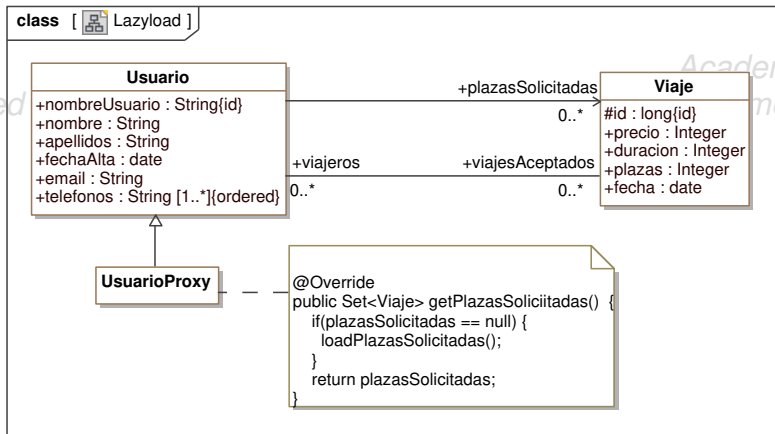 class [ Lazyload ]
Academ
Usuario
+nombreUsuario : String{id}
+nombre : String
+apellidos : String
+fechaAlta : date
+email : String
+telefonos : String [1..*]{ordered}
+plazasSolicitadas
0..*
+viajeros
0..*
+viajesAceptados
0..*
Viaje
#id : long{id}
+precio : Integer
+duracion : Integer
+plazas : Integer
+fecha : date
UsuarioProxy
@Override
public Set<Viaje> getPlazasSoliciitadas() {
if(plazasSolicitadas == null) {
loadPlazasSolicitadas();
}
return plazasSolicitadas;
}